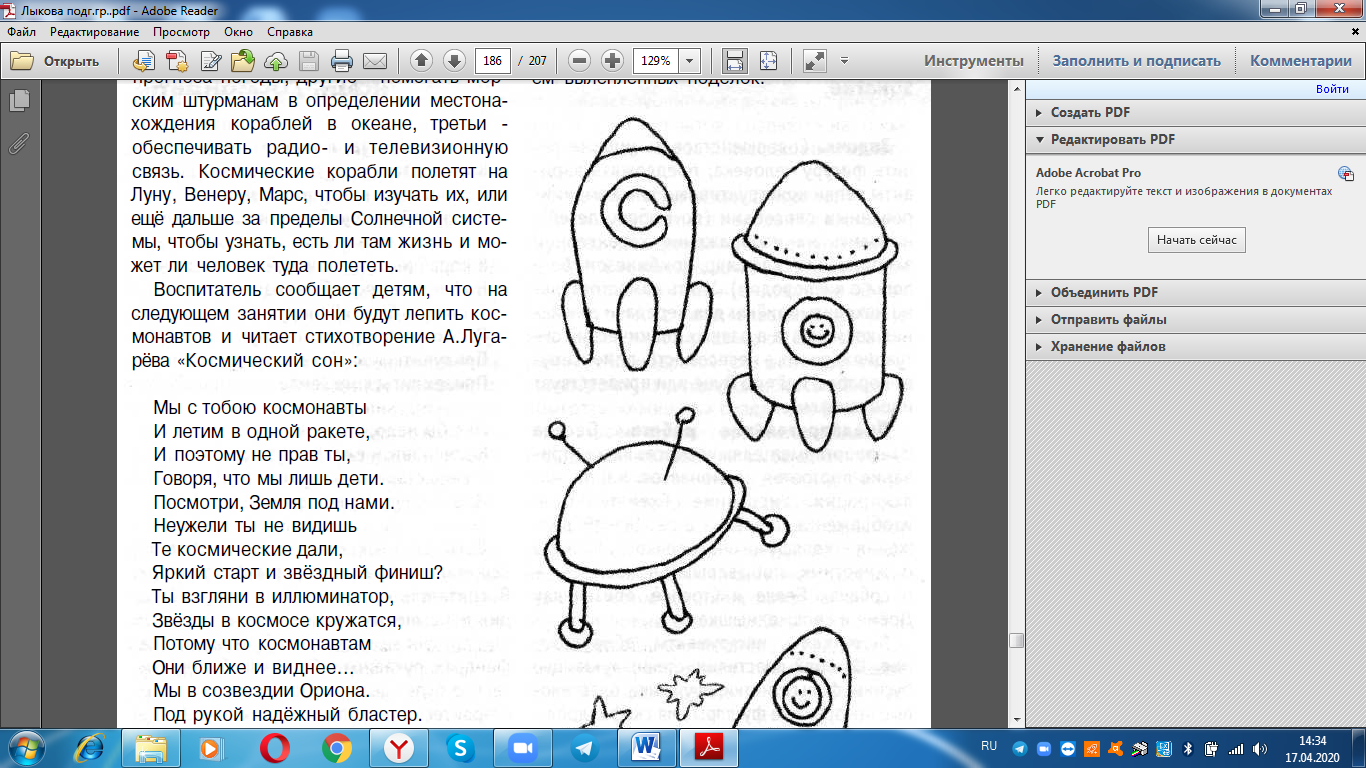 Лыкова подг.гр..pdf - Adobe Reader
Файл Редактирование Просмотр Окно Справка
Открыть 186 / 207 129% Инструменты Заполнить и подписать Комментарии
прогноза погоды, другие - помогать мор-
ским штурманам в определении местона-
хождения кораблей в океане, третьи -
обеспечивать радио- и телевизионную
связь. Космические корабли полетят на
Луну, Венеру, Марс, чтобы изучать их, или
ещё дальше за пределы Солнечной систе-
мы, чтобы узнать, есть ли там жизнь и мо-
жет ли человек туда полететь.
Воспитатель сообщает детям, что на
следующем занятии они будут лепить кос-
монавтов и читает стихотворение А.Луга-
рёва «Космический сон»:
Мы с тобою космонавты
И летим в одной ракете,
И поэтому не прав ты,
Говоря, что мы лишь дети.
Посмотри, Земля под нами.
Неужели ты не видишь
Те космические дали,
Яркий старт и звёздный финиш?
Ты взгляни в иллюминатор,
Звёзды в космосе кружатся,
Потому что космонавтам
Они ближе и виднее...
Мы в созвездии Ориона.
Под рукой надёжный бластер.
ем вылепленных поделок.
Войти
Создать PDF
Редактировать PDF
Adobe Acrobat Pro
Легко редактируйте текст и изображения в документах
PDF
Начать сейчас
Объединить PDF
Отправить файлы
Хранение файлов
RU
14:34
17.04.2020